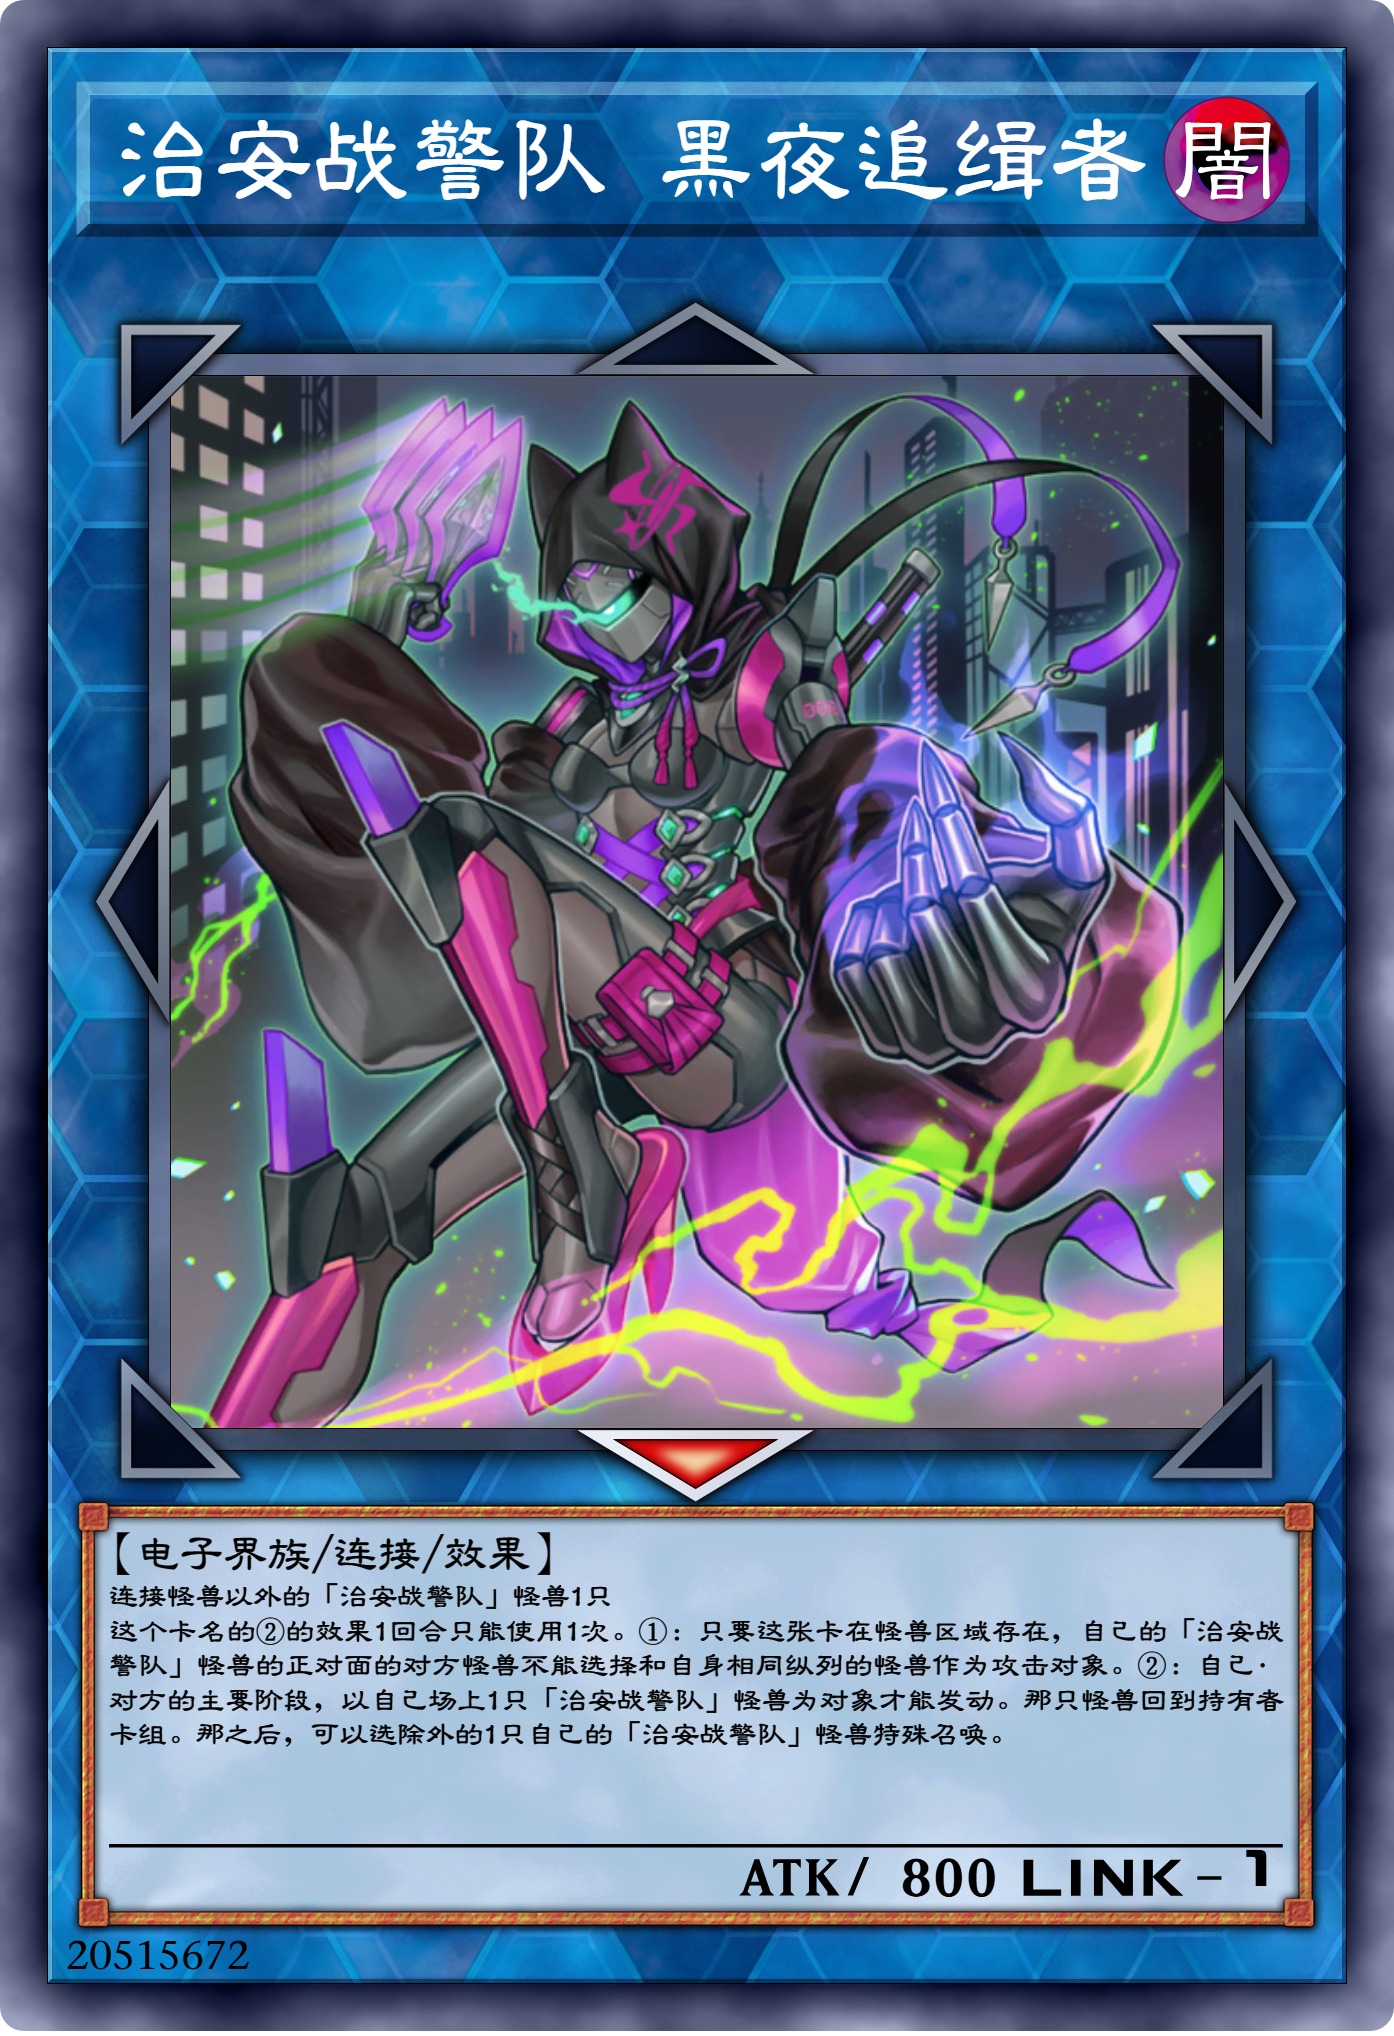 治安战警队 黑夜追缉者 闇
【电子界族/连接/效果】
连接怪兽以外的「治安战警队」怪兽1只
这个卡名的②的效果1回合只能使用1次。①：只要这张卡在怪兽区域存在，自己的「治安战
警队」怪兽的正对面的对方怪兽不能选择和自身相同纵列的怪兽作为攻击对象。②：自己·
对方的主要阶段，以自己场上1只「治安战警队」怪兽为对象才能发动。那只怪兽回到持有者
卡组。那之后，可以选除外的1只自己的「治安战警队」怪兽特殊召唤。
ATK/ 800 LINK-1
20515672